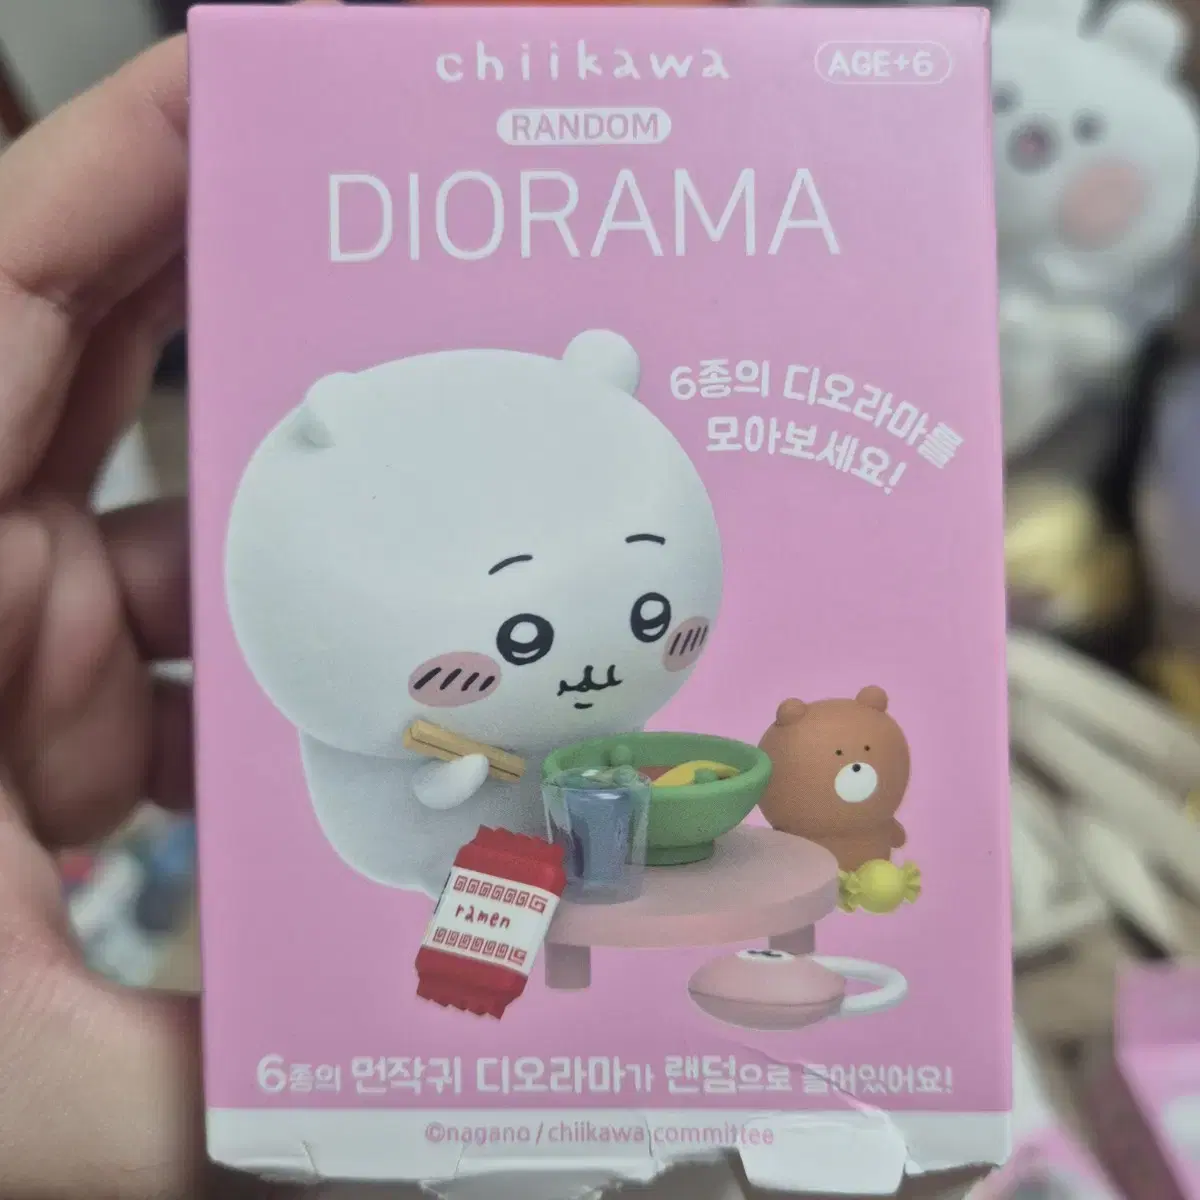 chiikawa
AGE+6
RANDOM
DIORAMA
6종의 디오라마를
모아보세요!
ramen
6종의 먼작귀 디오라마가 랜덤으로 들어있어요!
©nagano / chiikawa committee